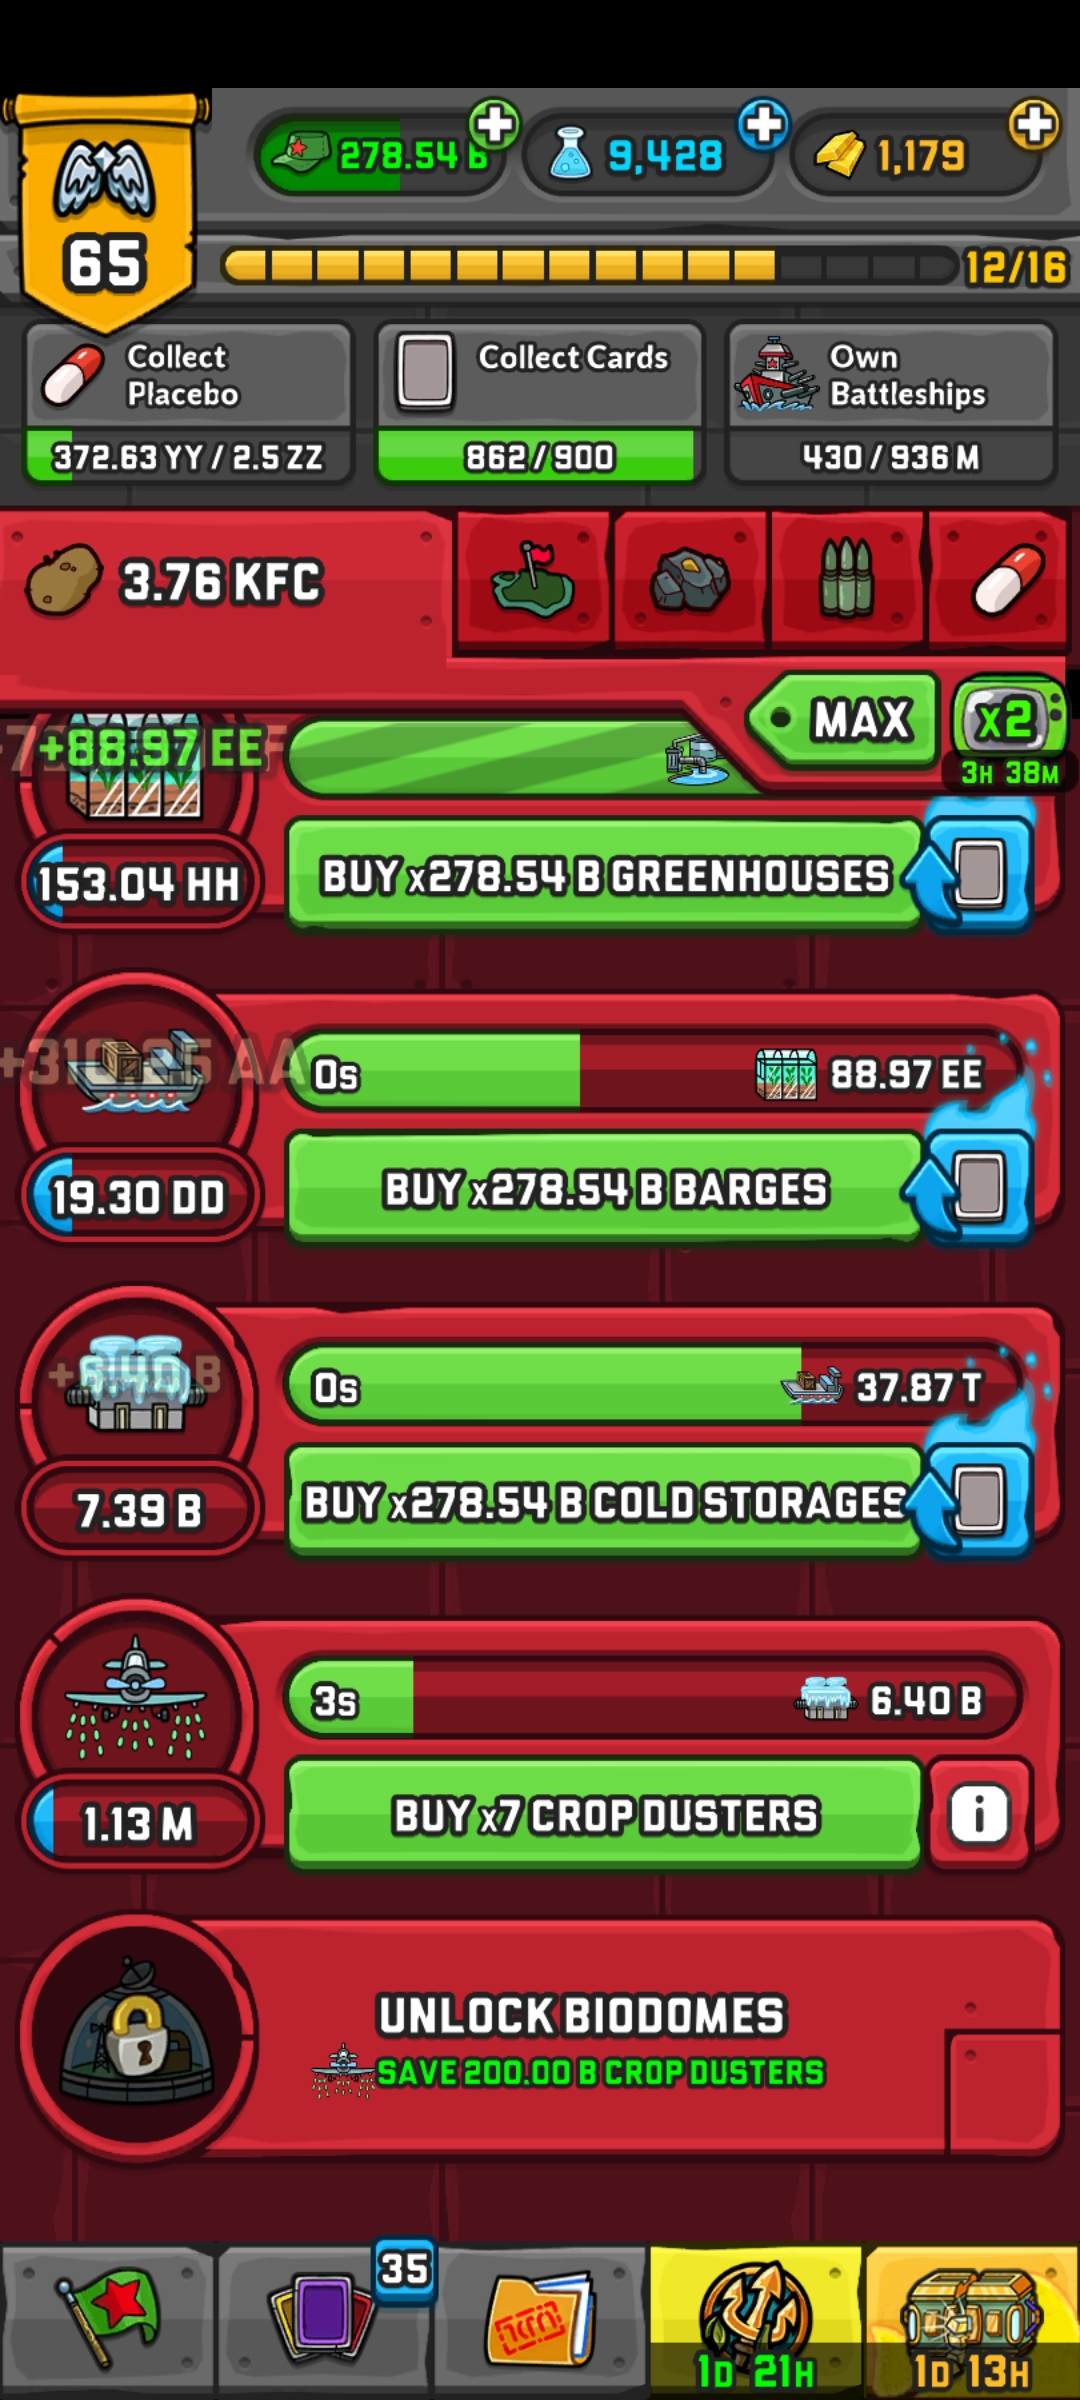 278.54 B
9,428
1,179
65
12/16
Collect
Placebo
372.63 YY / 2.5 ZZ
Collect Cards
862/900
Own
Battleships
430 / 936 M
3.76 KFC
MAX
x2
3H 38M
+88.97 EE
153.04 HH
BUY x278.54 B GREENHOUSES
0s
88.97 EE
19.30 DD
BUY x278.54 B BARGES
+6.40 B
0s
37.87 T
7.39 B
BUY x278.54 B COLD STORAGES
3s
6.40 B
1.13 M
BUY x7 CROP DUSTERS
i
UNLOCK BIODOMES
SAVE 200.00 B CROP DUSTERS
35
1D 21H
1D 13H